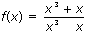 f(x) = (x³ + x) / (x³   x)